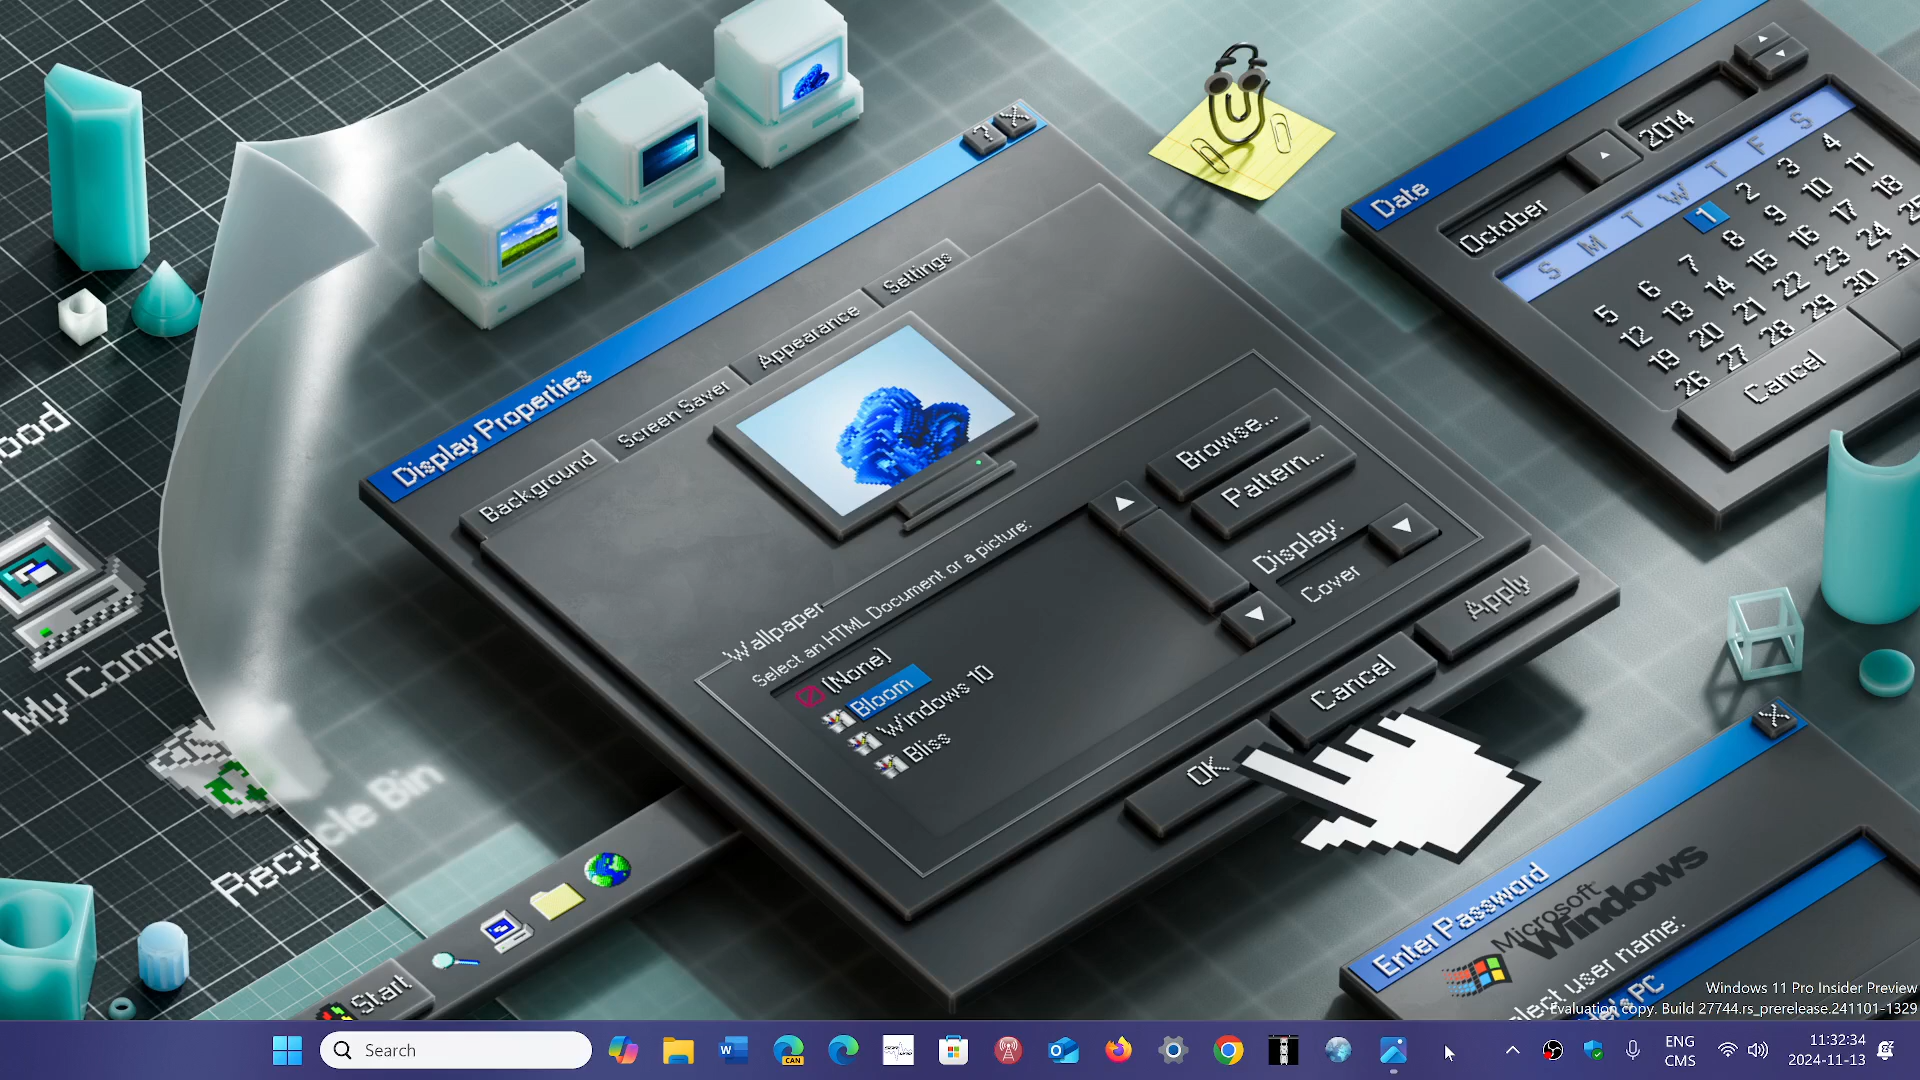 Display Properties
?
X
Background
Screen Saver
Appearance
Settings
Wallpaper
Select an HTML Document or a picture:
(None)
Bloom
Windows 10
Bliss
Browse...
Pattern...
Display:
Cover
OK
Cancel
Apply
Date
October
2014
S M T W T F S
1 2 3 4
5 6 7 8 9 10 11
12 13 14 15 16 17 18
19 20 21 22 23 24
26 27 28 29 30 31
Cancel
My Comp
Recycle Bin
Start
Enter Password
X
Microsoft
Windows
user name:
PC
Windows 11 Pro Insider Preview
Evaluation copy. Build 27744.rs_prerelease.241101-1329
Search
W
CAN
ENG
CMS
11:32:34
2024-11-13